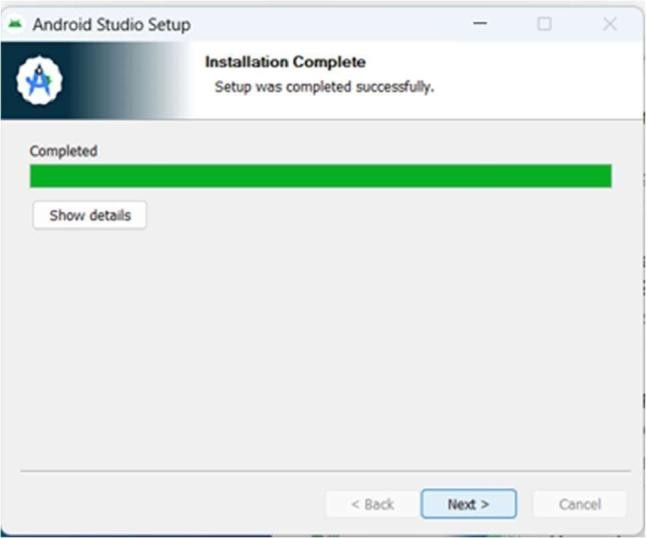 Android Studio Setup
Installation Complete
Setup was completed successfully.
Completed
Show details
< Back
Next >
Cancel